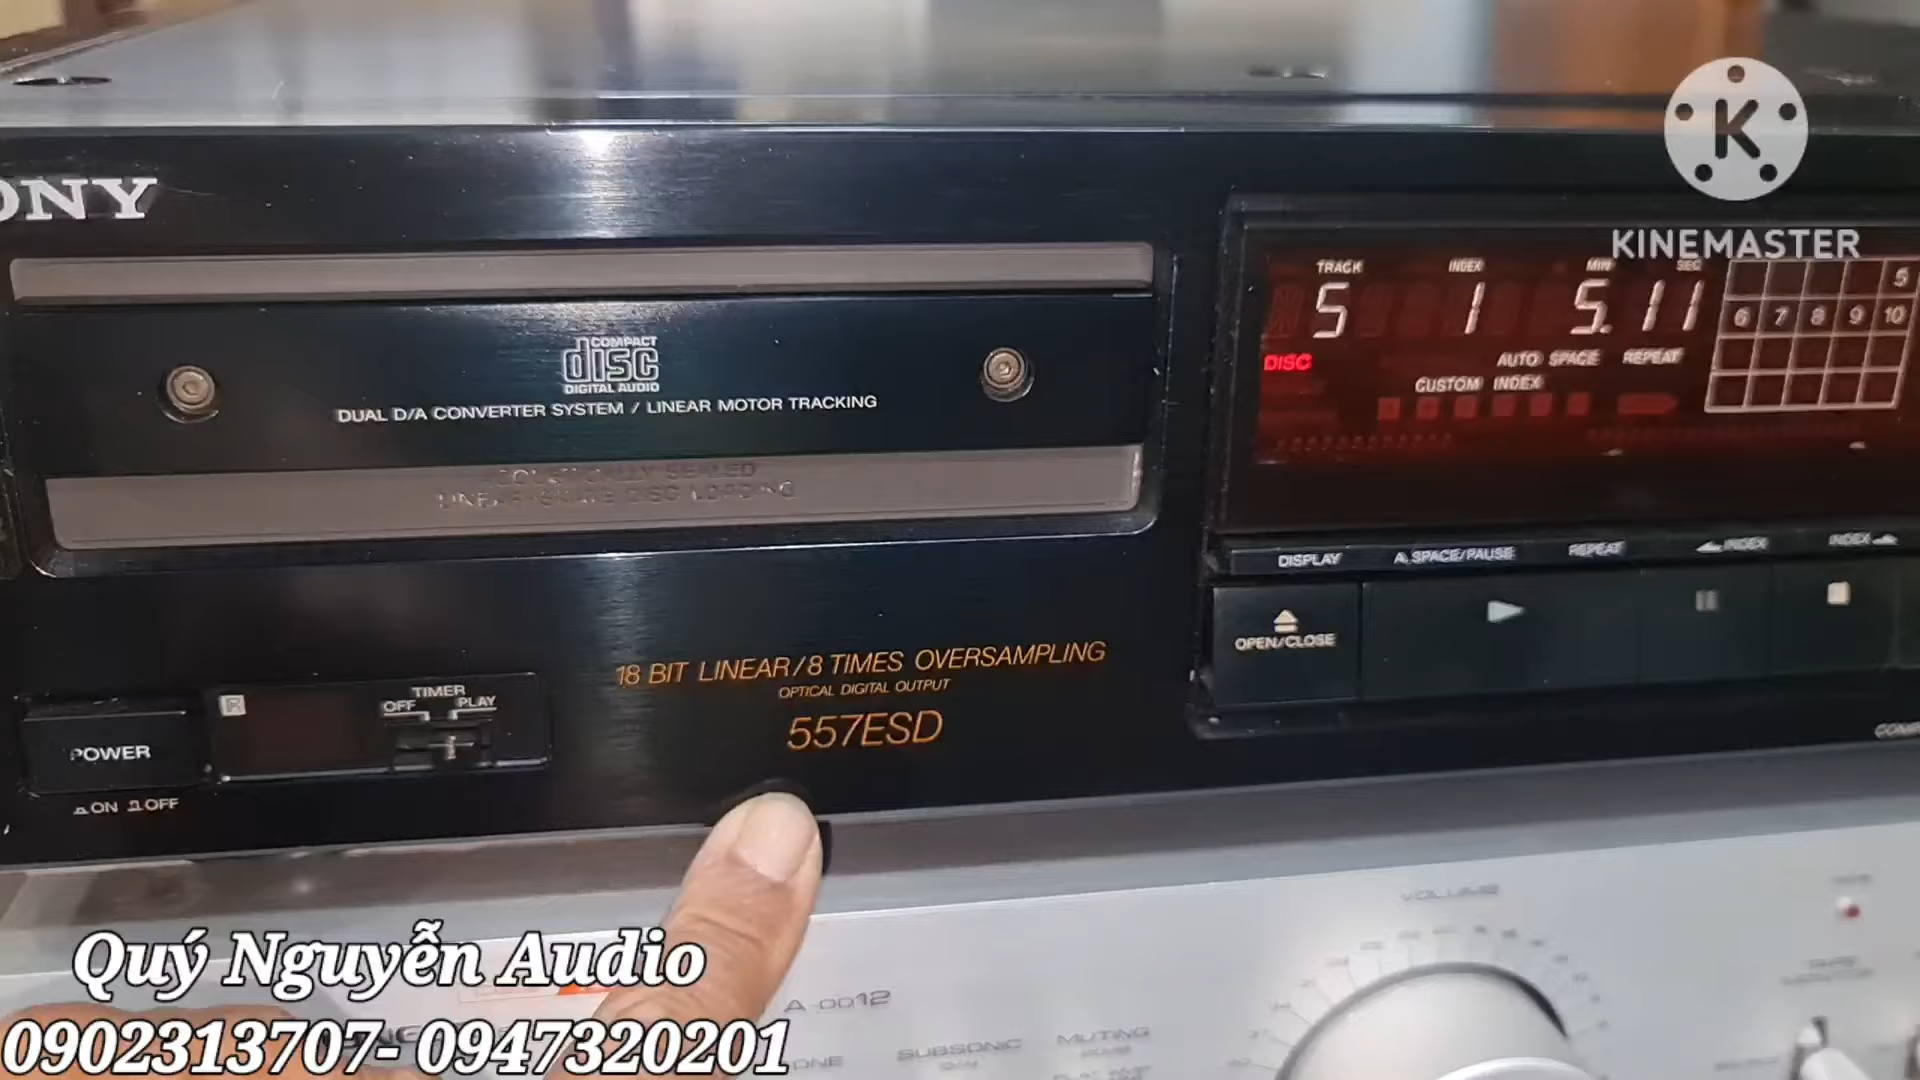 ONY
COMPACT
disc
DIGITAL AUDIO
DUAL D/A CONVERTER SYSTEM / LINEAR MOTOR TRACKING
18 BIT LINEAR/8 TIMES OVERSAMPLING
OPTICAL DIGITAL OUTPUT
557ESD
R
TIMER
OFF PLAY
POWER
ON OFF
K
KINEMASTER
TRACK INDEX MIN SEC
5 1 5.11
5
6 7 8 9 10
DISC
AUTO SPACE REPEAT
CUSTOM INDEX
DISPLAY A.SPACE/PAUSE REPEAT INDEX INDEX
OPEN/CLOSE
VOLUME
SUBSONIC
MUTING
Quý Nguyễn Audio
0902313707- 0947320201